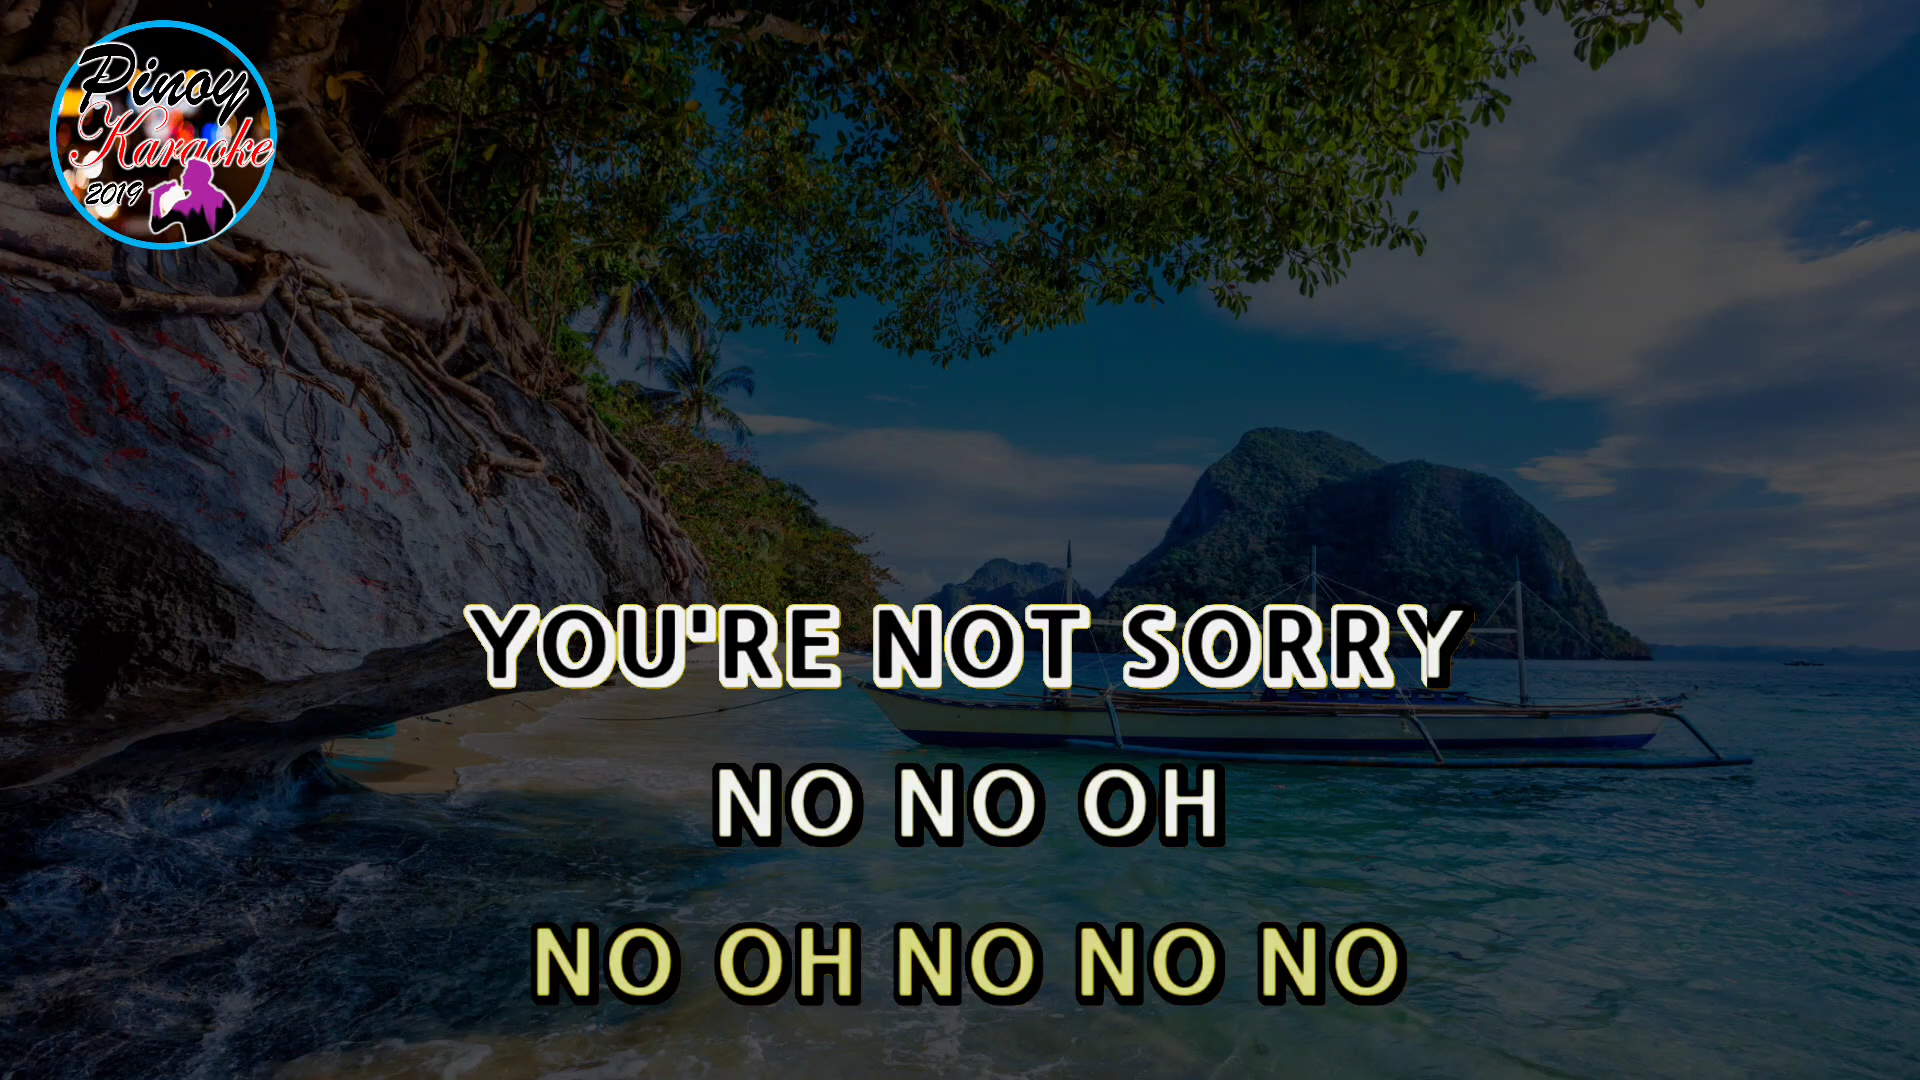 Pinoy
Karaoke
2019
YOU'RE NOT SORRY
NO NO OH
NO OH NO NO NO